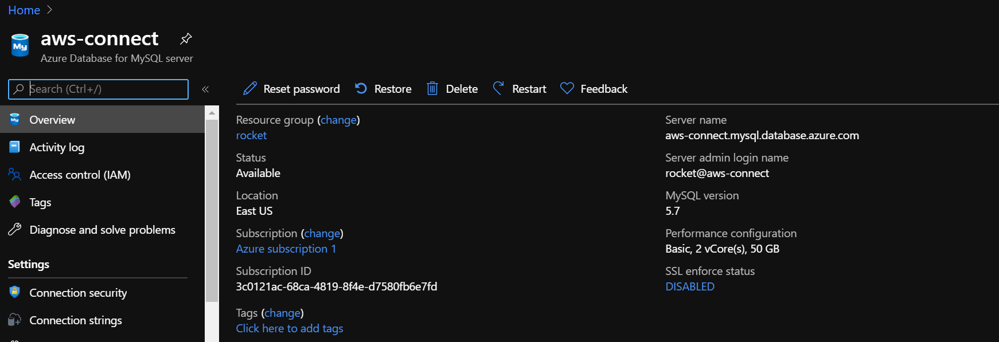 Home
My
aws-connect
Azure Database for MySQL server
Search (Ctrl+/)
«
Reset password
Restore
Delete
Restart
Feedback
My
Overview
Activity log
Access control (IAM)
Tags
Diagnose and solve problems
Settings
Connection security
Connection strings
Resource group (change)
rocket
Status
Available
Location
East US
Subscription (change)
Azure subscription 1
Subscription ID
3c0121ac-68ca-4819-8f4e-d7580fb6e7fd
Tags (change)
Click here to add tags
Server name
aws-connect.mysql.database.azure.com
Server admin login name
rocket@aws-connect
MySQL version
5.7
Performance configuration
Basic, 2 vCore(s), 50 GB
SSL enforce status
DISABLED